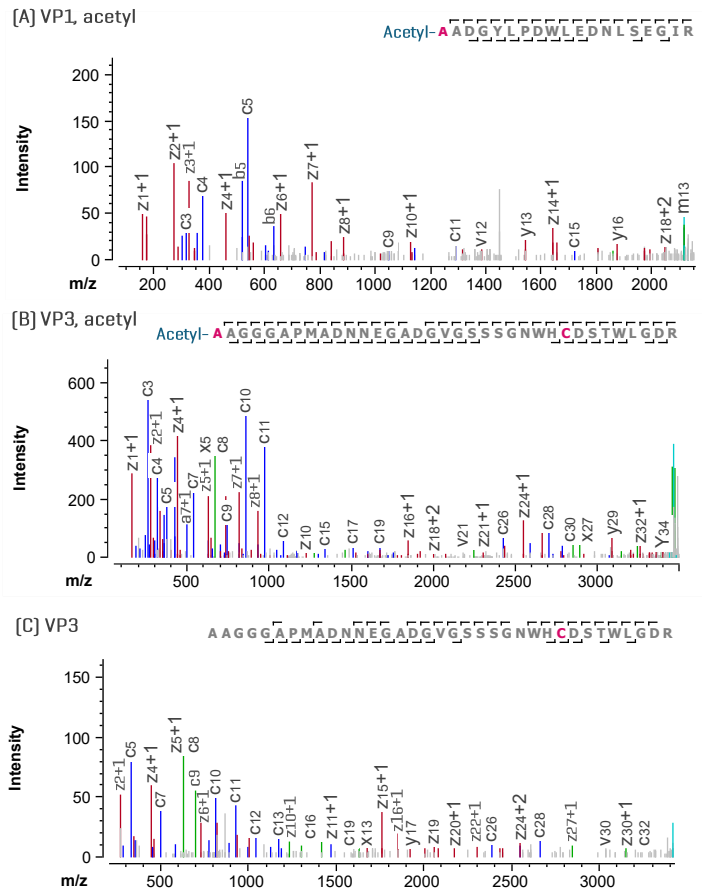 (A) VP1, acetyl
Acetyl- A A D G Y L P D W L E D N L S E G I R
Intensity
200
150
100
50
0
z1+1
z2+1
z3+1
c3
c4
z4+1
b5
c5
b6
z6+1
z7+1
z8+1
c9
z10+1
c11
v12
y13
z14+1
c15
y16
z18+2
m13
m/z
200
400
600
800
1000
1200
1400
1600
1800
2000
(B) VP3, acetyl
Acetyl- A A G G G A P M A D N N E G A D G V G S S S G N W H C D S T W L G D R
Intensity
600
400
200
0
z1+1
c3
z2+1
c4
c5
z4+1
a7+1
c7
z5+1
x5
c8
c9
z7+1
c10
z8+1
c11
c12
z10
c15
c17
c19
z16+1
z18+2
v21
z21+1
c26
z24+1
c28
c30
x27
y29
z32+1
Y34
m/z
500
1000
1500
2000
2500
3000
(C) VP3
A A G G G A P M A D N N E G A D G V G S S S G N W H C D S T W L G D R
Intensity
150
100
50
0
z2+1
c5
z4+1
c7
z5+1
c8
c9
z6+1
c10
c11
c12
c13
z10+1
c16
z11+1
c19
x13
z15+1
z16+1
y17
z19
z20+1
z22+1
c26
z24+2
c28
z27+1
v30
z30+1
c32
m/z
500
1000
1500
2000
2500
3000